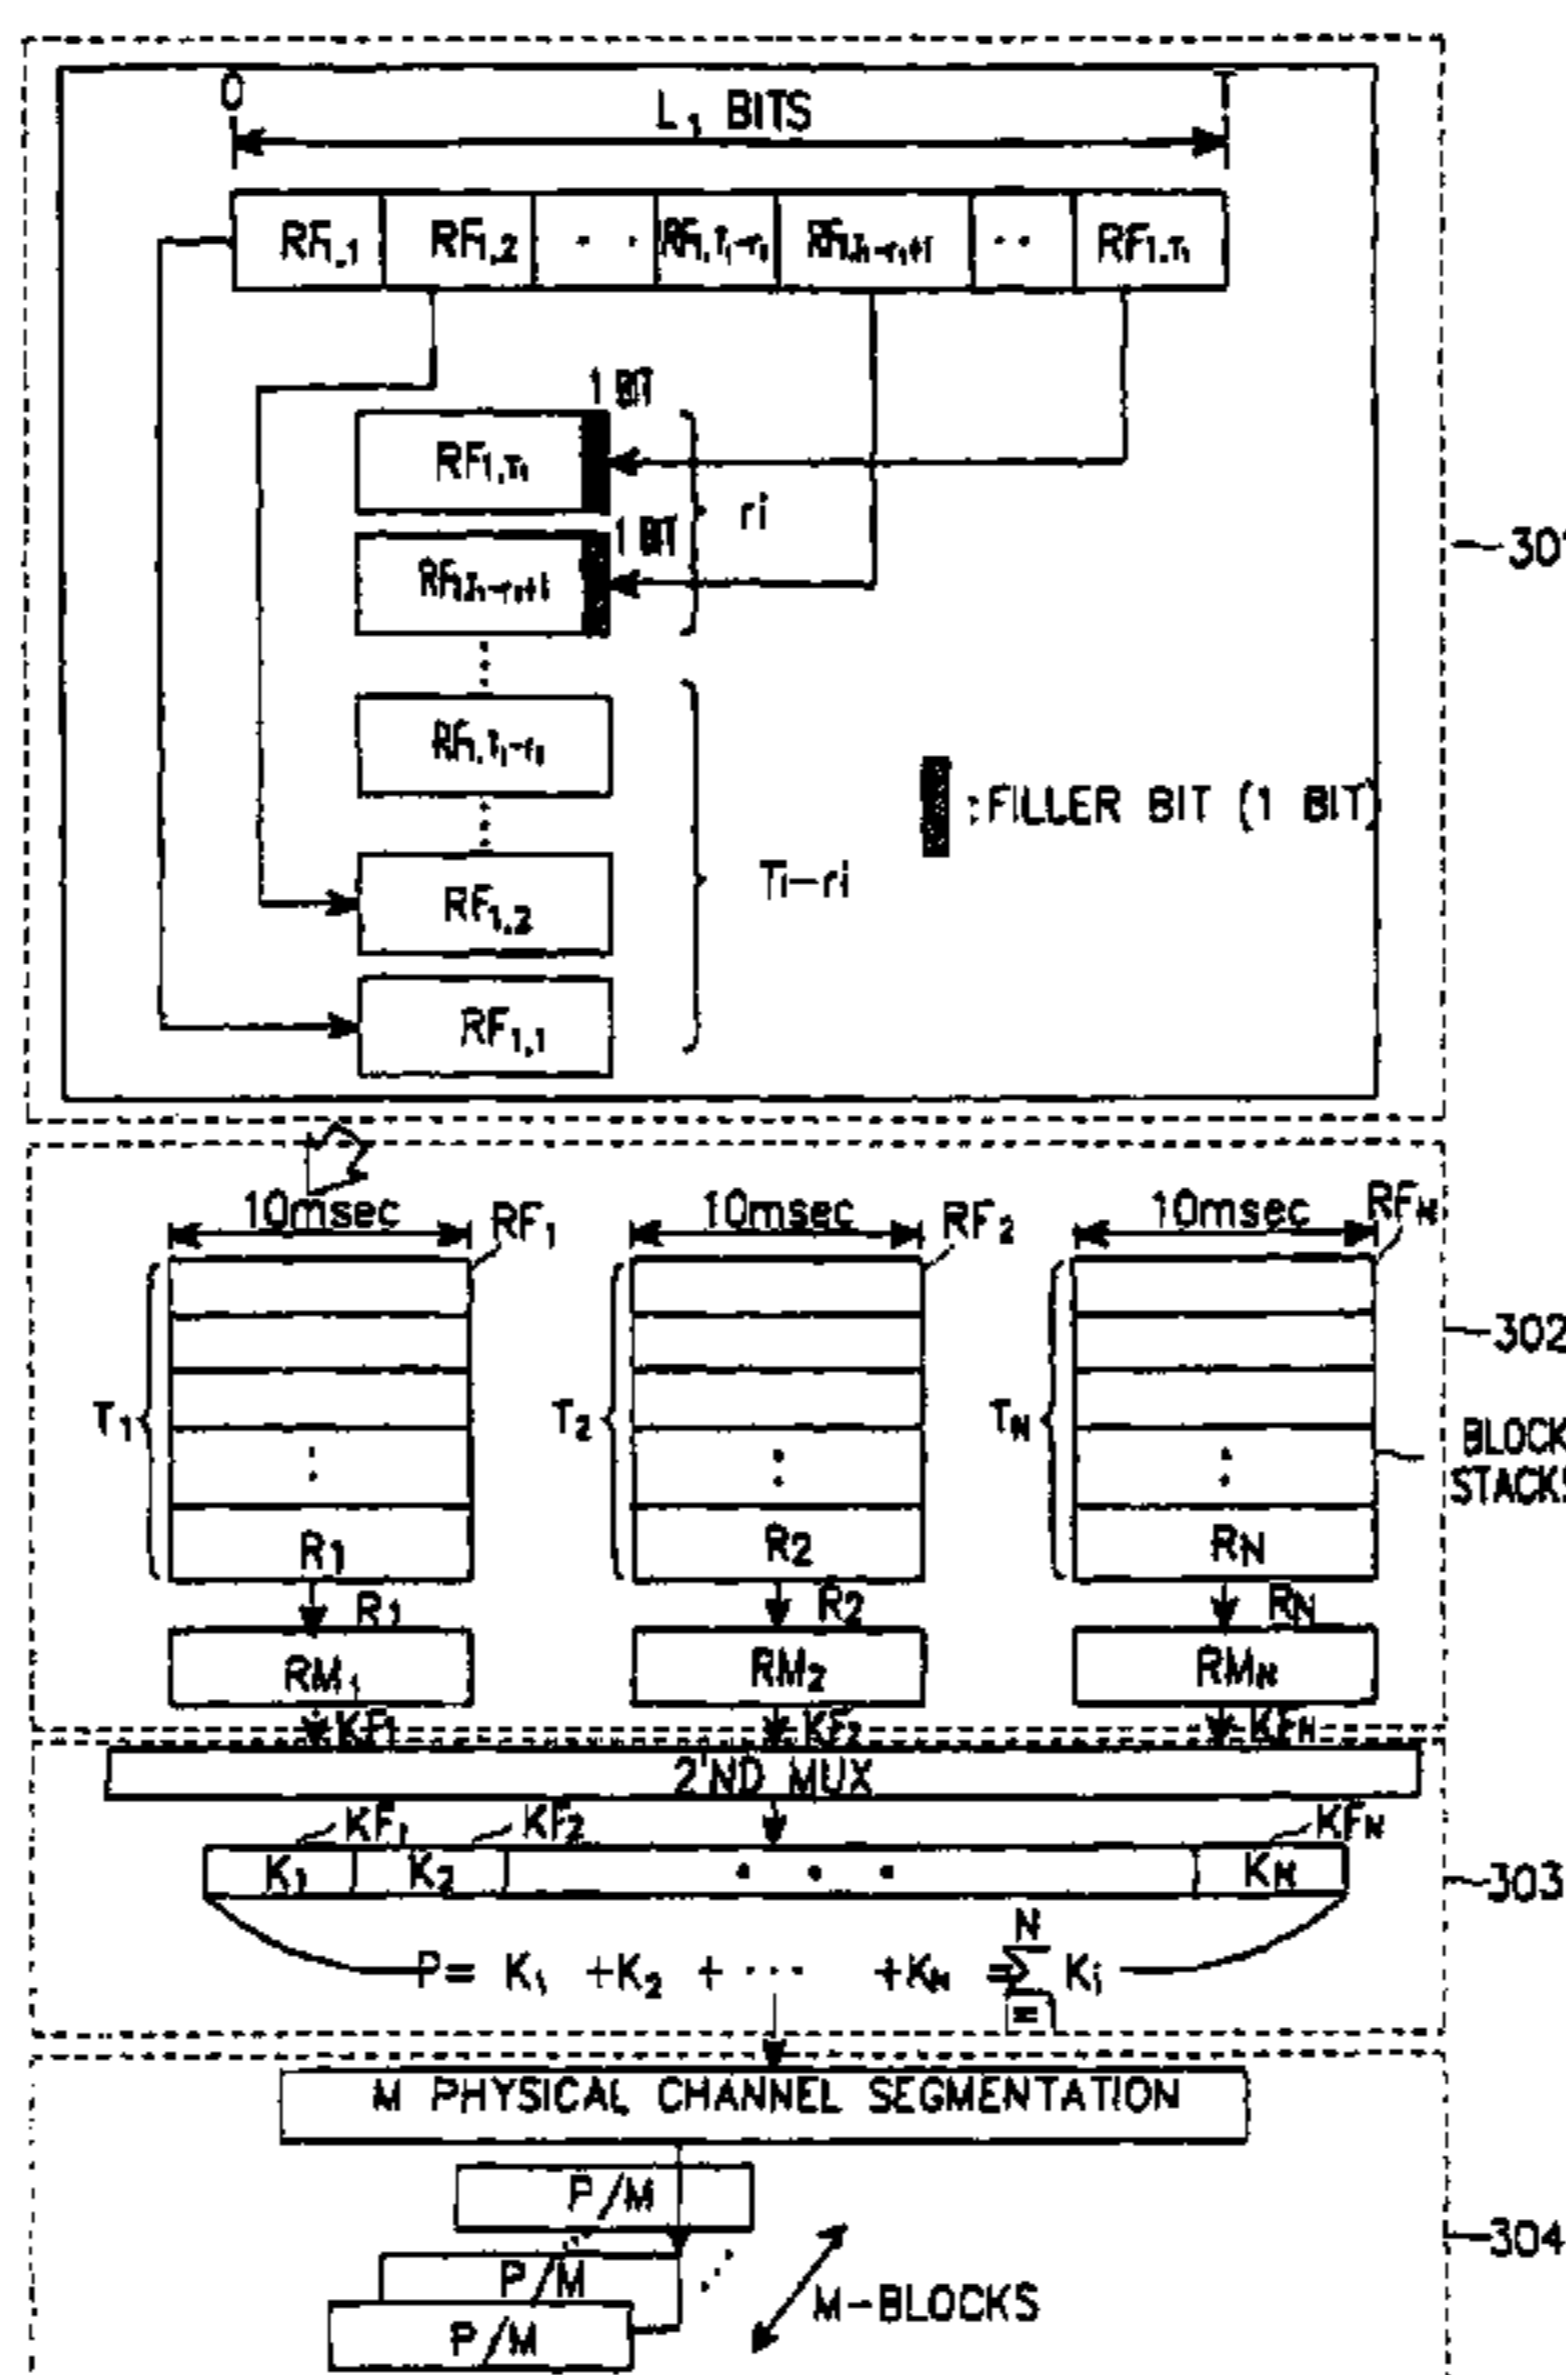 0 T
L1 BITS
RF1,1 RF1,2 · · RF1,T1-r1 RF1,T1-r1+1 ·· RF1,T1
1 BIT
RF1,T1
ri
1 BIT
RF1,T1-r1+1
RF1,T1-r1
: FILLER BIT (1 BIT)
Ti-ri
RF1,2
RF1,1
301
10msec RF1 10msec RF2 10msec RFN
302
T1 T2 TN
BLOCK
STACKS
R1 R2 RN
R1 R2 RN
RM1 RM2 RMN
KF1 KF2 KFN
2'ND MUX
KF1 KF2 KFN
K1 K2 · · · KN
303
P= K1 +K2 + ··· +KN = N Σ Ki
M PHYSICAL CHANNEL SEGMENTATION
P/M
P/M
P/M
M-BLOCKS
304